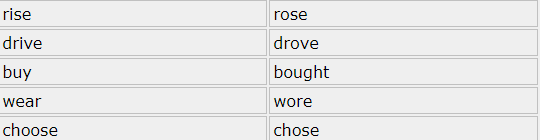 rise rose
drive drove
buy bought
wear wore
choose chose